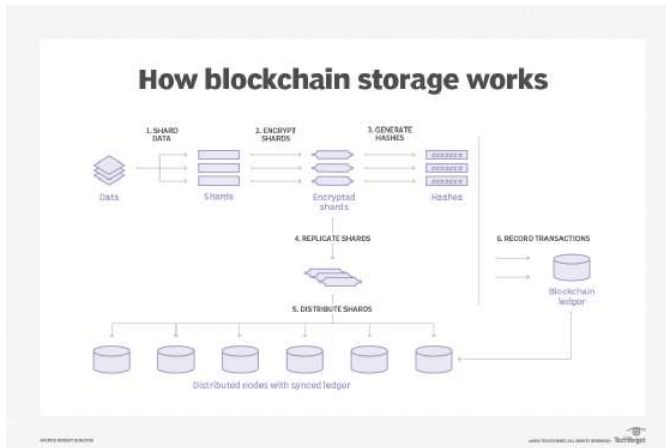 How blockchain storage works
1. SHARD
DATA
2. ENCRYPT
SHARDS
3. GENERATE
HASHES
Data
Shards
Encrypted
shards
#######
#######
#######
Hashes
4. REPLICATE SHARDS
6. RECORD TRANSACTIONS
Blockchain
ledger
5. DISTRIBUTE SHARDS
Distributed nodes with synced ledger
TechTarget